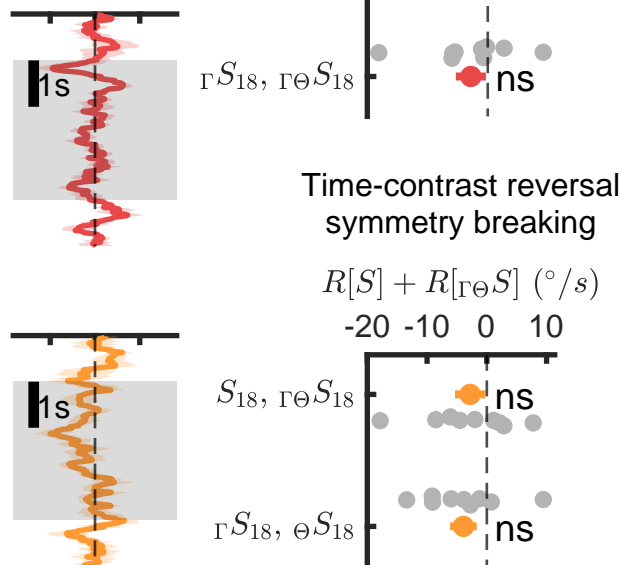 1s
ΓS18, ΓΘS18
ns
Time-contrast reversal
symmetry breaking
R[S] + R[ΓΘS] (°/s)
-20 -10 0 10
1s
S18, ΓΘS18
ns
ΓS18, ΘS18
ns